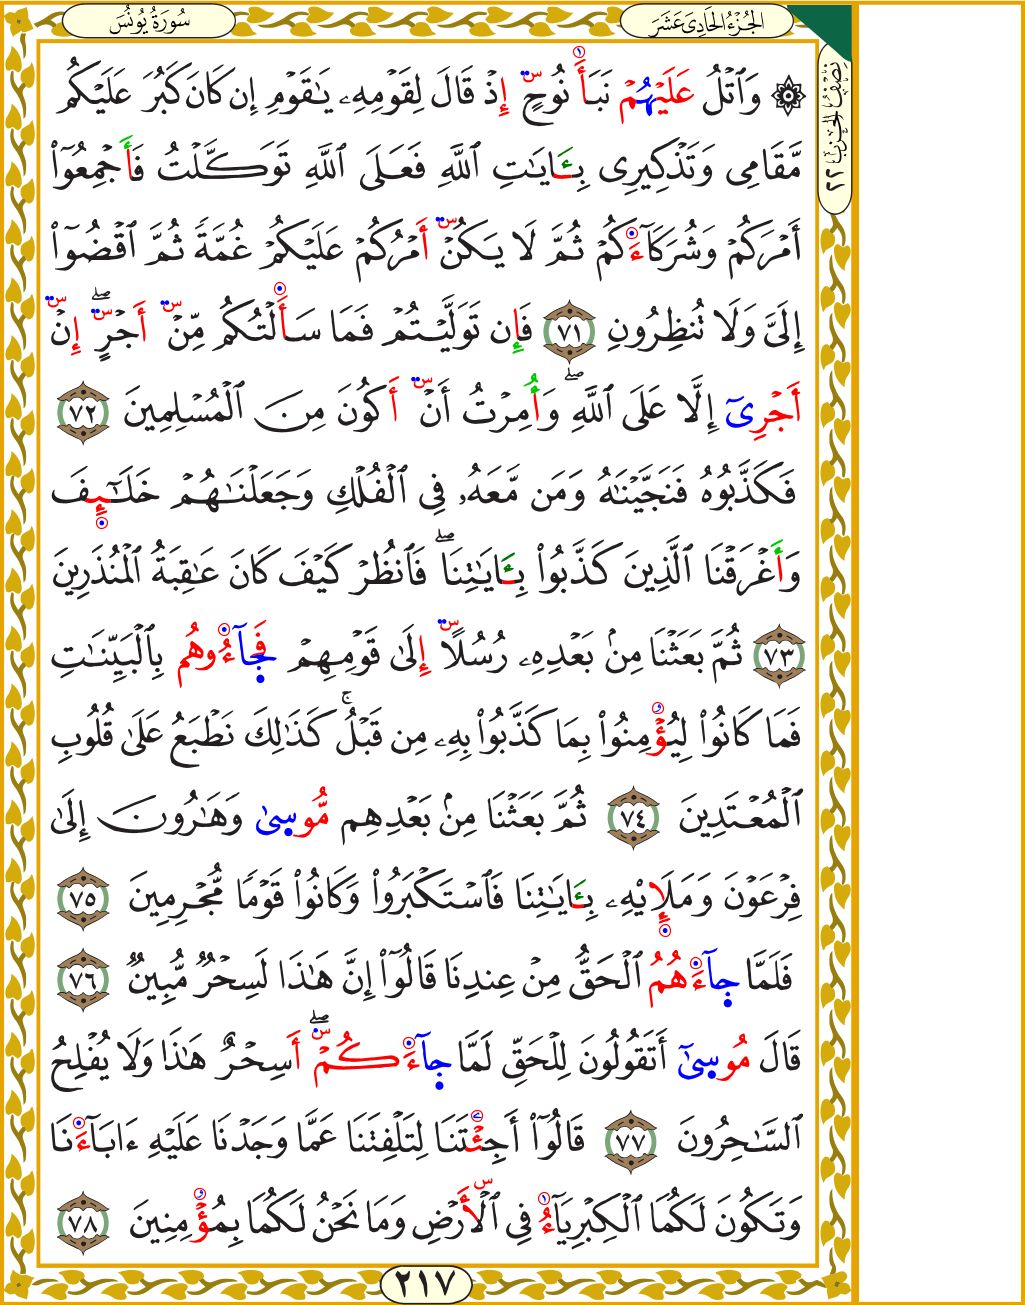 سُورَةُ يُونُسَ
الجُزْءُ الحَادِىَ عَشَرَ
نِصْفُ الحِزْبِ ٢٢
۞ وَٱتْلُ عَلَيْهُمْ نَبَأَ نُوحٍ إِذْ قَالَ لِقَوْمِهِۦ يَٰقَوْمِ إِن كَانَ كَبُرَ عَلَيْكُم
مَّقَامِى وَتَذْكِيرِى بِـَٔايَٰتِ ٱللَّهِ فَعَلَى ٱللَّهِ تَوَكَّلْتُ فَأَجْمِعُوٓا۟
أَمْرَكُمْ وَشُرَكَآءَكُمْ ثُمَّ لَا يَكُنْ أَمْرُكُمْ عَلَيْكُمْ غُمَّةً ثُمَّ ٱقْضُوٓا۟
إِلَىَّ وَلَا تُنظِرُونِ ٧١ فَإِن تَوَلَّيْتُمْ فَمَا سَأَلْتُكُم مِّنْ أَجْرٍ ۖ إِنْ
أَجْرِىٓ إِلَّا عَلَى ٱللَّهِ ۖ وَأُمِرْتُ أَنْ أَكُونَ مِنَ ٱلْمُسْلِمِينَ ٧٢
فَكَذَّبُوهُ فَنَجَّيْنَٰهُ وَمَن مَّعَهُۥ فِى ٱلْفُلْكِ وَجَعَلْنَٰهُمْ خَلَٰٓئِفَ
وَأَغْرَقْنَا ٱلَّذِينَ كَذَّبُوا۟ بِـَٔايَٰتِنَا ۖ فَٱنظُرْ كَيْفَ كَانَ عَٰقِبَةُ ٱلْمُنذَرِينَ
٧٣ ثُمَّ بَعَثْنَا مِنۢ بَعْدِهِۦ رُسُلًا إِلَىٰ قَوْمِهِمْ فَجَآءُوهُم بِٱلْبَيِّنَٰتِ
فَمَا كَانُوا۟ لِيُؤْمِنُوا۟ بِمَا كَذَّبُوا۟ بِهِۦ مِن قَبْلُ ۚ كَذَٰلِكَ نَطْبَعُ عَلَىٰ قُلُوبِ
ٱلْمُعْتَدِينَ ٧٤ ثُمَّ بَعَثْنَا مِنۢ بَعْدِهِم مُّوسَىٰ وَهَٰرُونَ إِلَىٰ
فِرْعَوْنَ وَمَلَإِي۟هِۦ بِـَٔايَٰتِنَا فَٱسْتَكْبَرُوا۟ وَكَانُوا۟ قَوْمًا مُّجْرِمِينَ ٧٥
فَلَمَّا جَآءَهُمُ ٱلْحَقُّ مِنْ عِندِنَا قَالُوٓا۟ إِنَّ هَٰذَا لَسِحْرٌ مُّبِينٌ ٧٦
قَالَ مُوسَىٰٓ أَتَقُولُونَ لِلْحَقِّ لَمَّا جَآءَكُمْ ۖ أَسِحْرٌ هَٰذَا وَلَا يُفْلِحُ
ٱلسَّٰحِرُونَ ٧٧ قَالُوٓا۟ أَجِئْتَنَا لِتَلْفِتَنَا عَمَّا وَجَدْنَا عَلَيْهِ ءَابَآءَنَا
وَتَكُونَ لَكُمَا ٱلْكِبْرِيَآءُ فِى ٱلْأَرْضِ وَمَا نَحْنُ لَكُمَا بِمُؤْمِنِينَ ٧٨
٢١٧